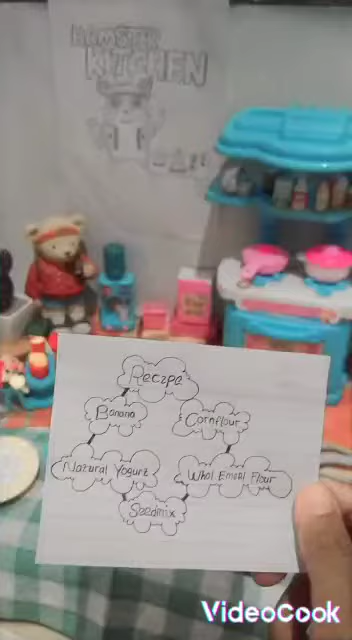 HAMSTER
KITCHEN
Recipe
Banana
Cornflour
Natural Yogurt
Whol Emeal Flour
Seedmix
VideoCook